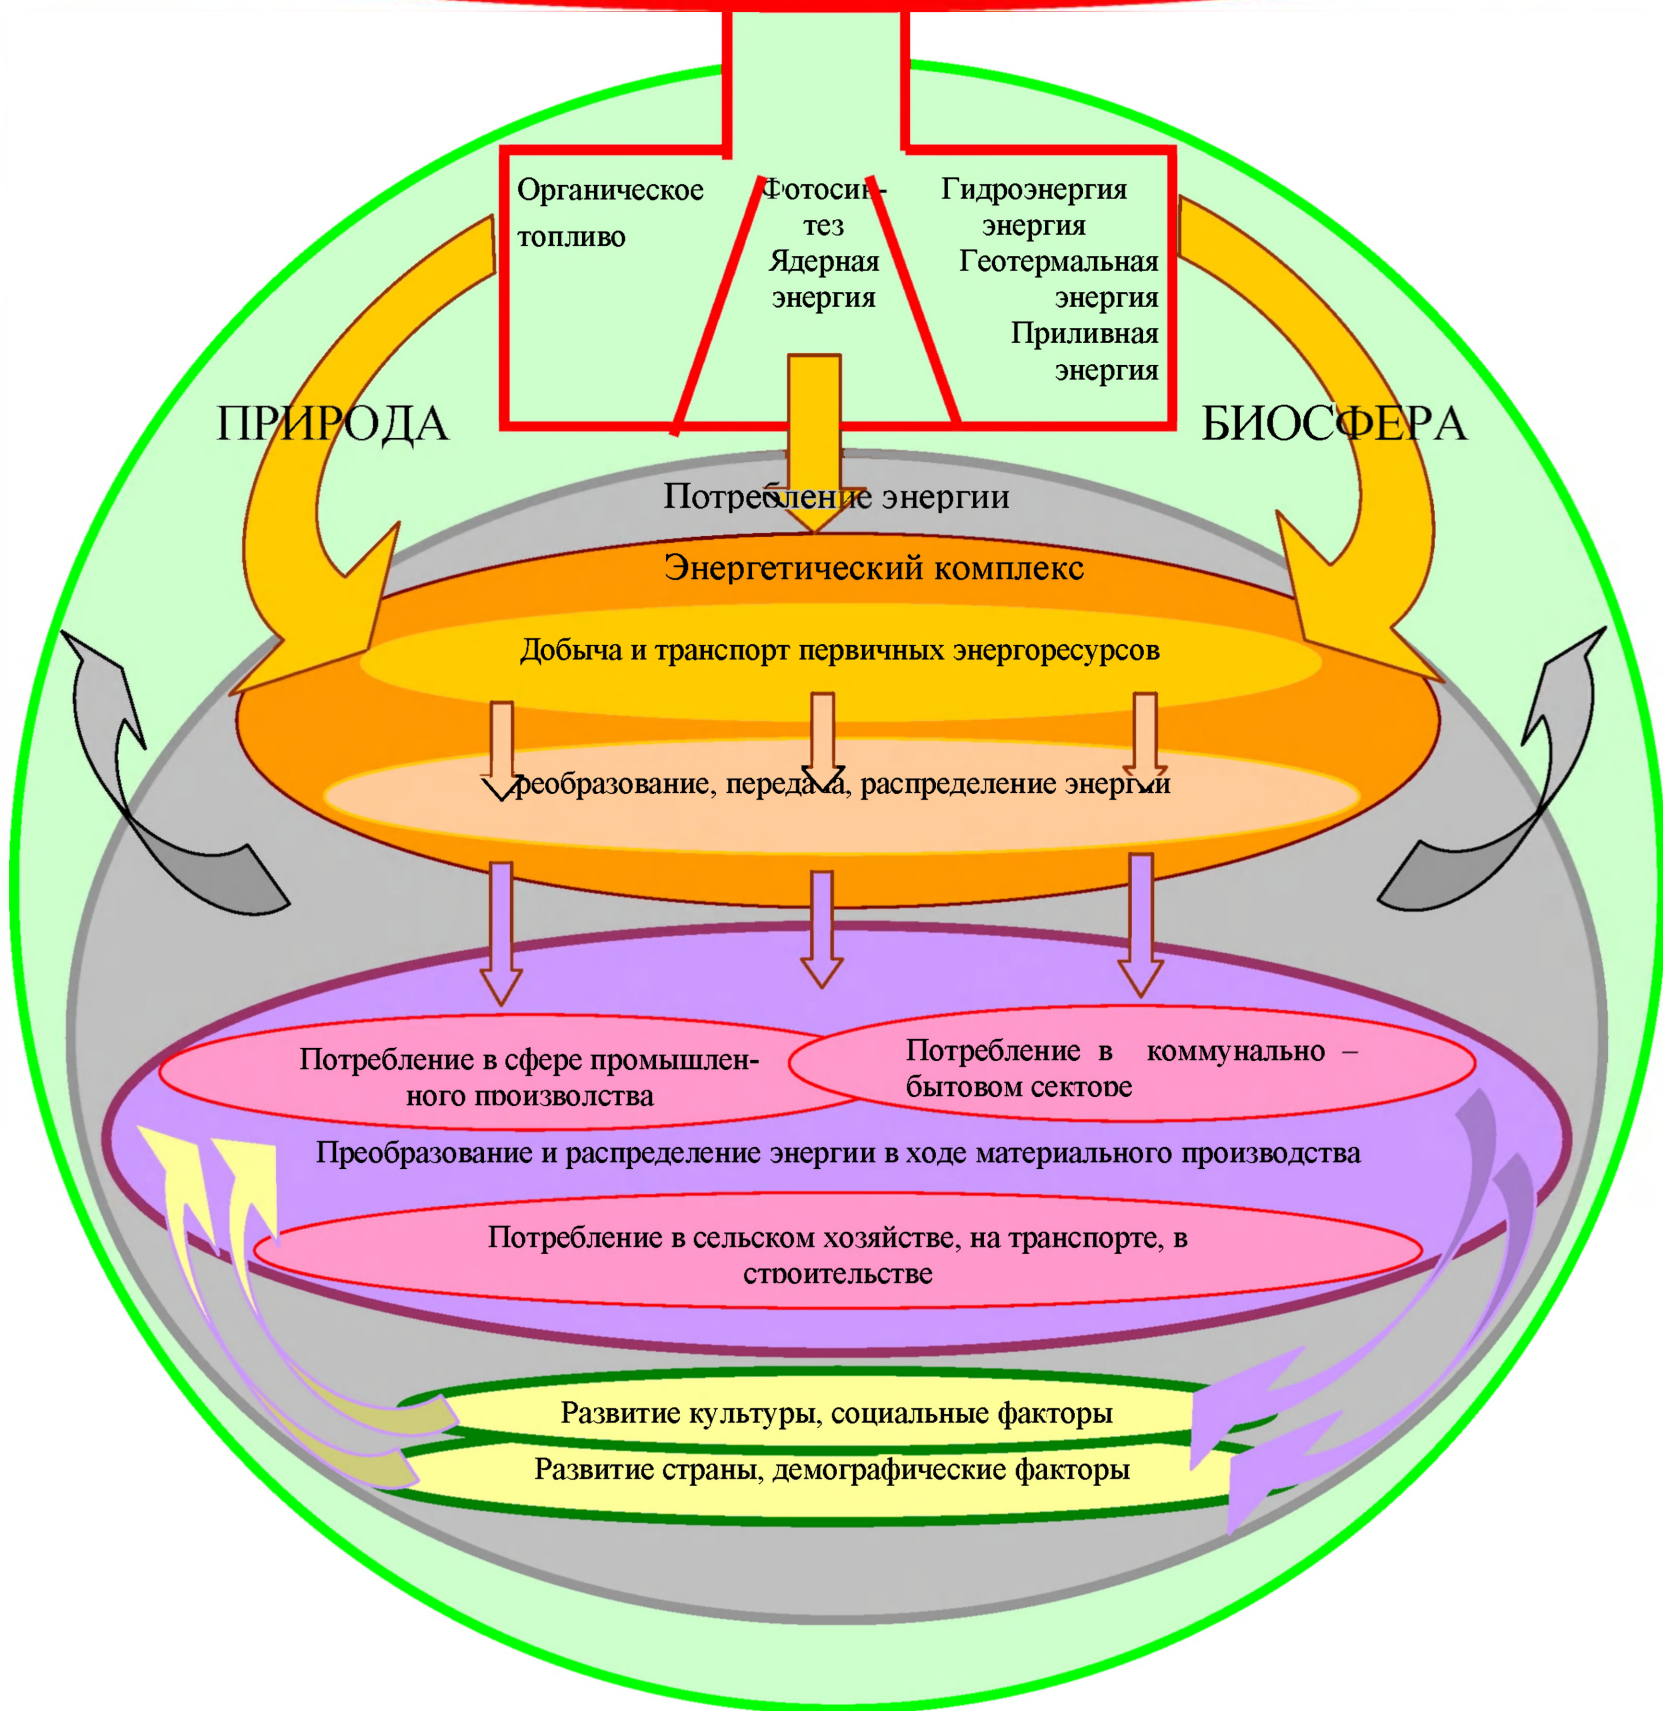 Органическое
топливо
Фотосин-
тез
Ядерная
энергия
Гидроэнергия
энергия
Геотермальная
энергия
Приливная
энергия
ПРИРОДА
БИОСФЕРА
Потребление энергии
Энергетический комплекс
Добыча и транспорт первичных энергоресурсов
реобразование, передача, распределение энергии
Потребление в сфере промышлен-
ного производства
Потребление в коммунально –
бытовом секторе
Преобразование и распределение энергии в ходе материального производства
Потребление в сельском хозяйстве, на транспорте, в
строительстве
Развитие культуры, социальные факторы
Развитие страны, демографические факторы